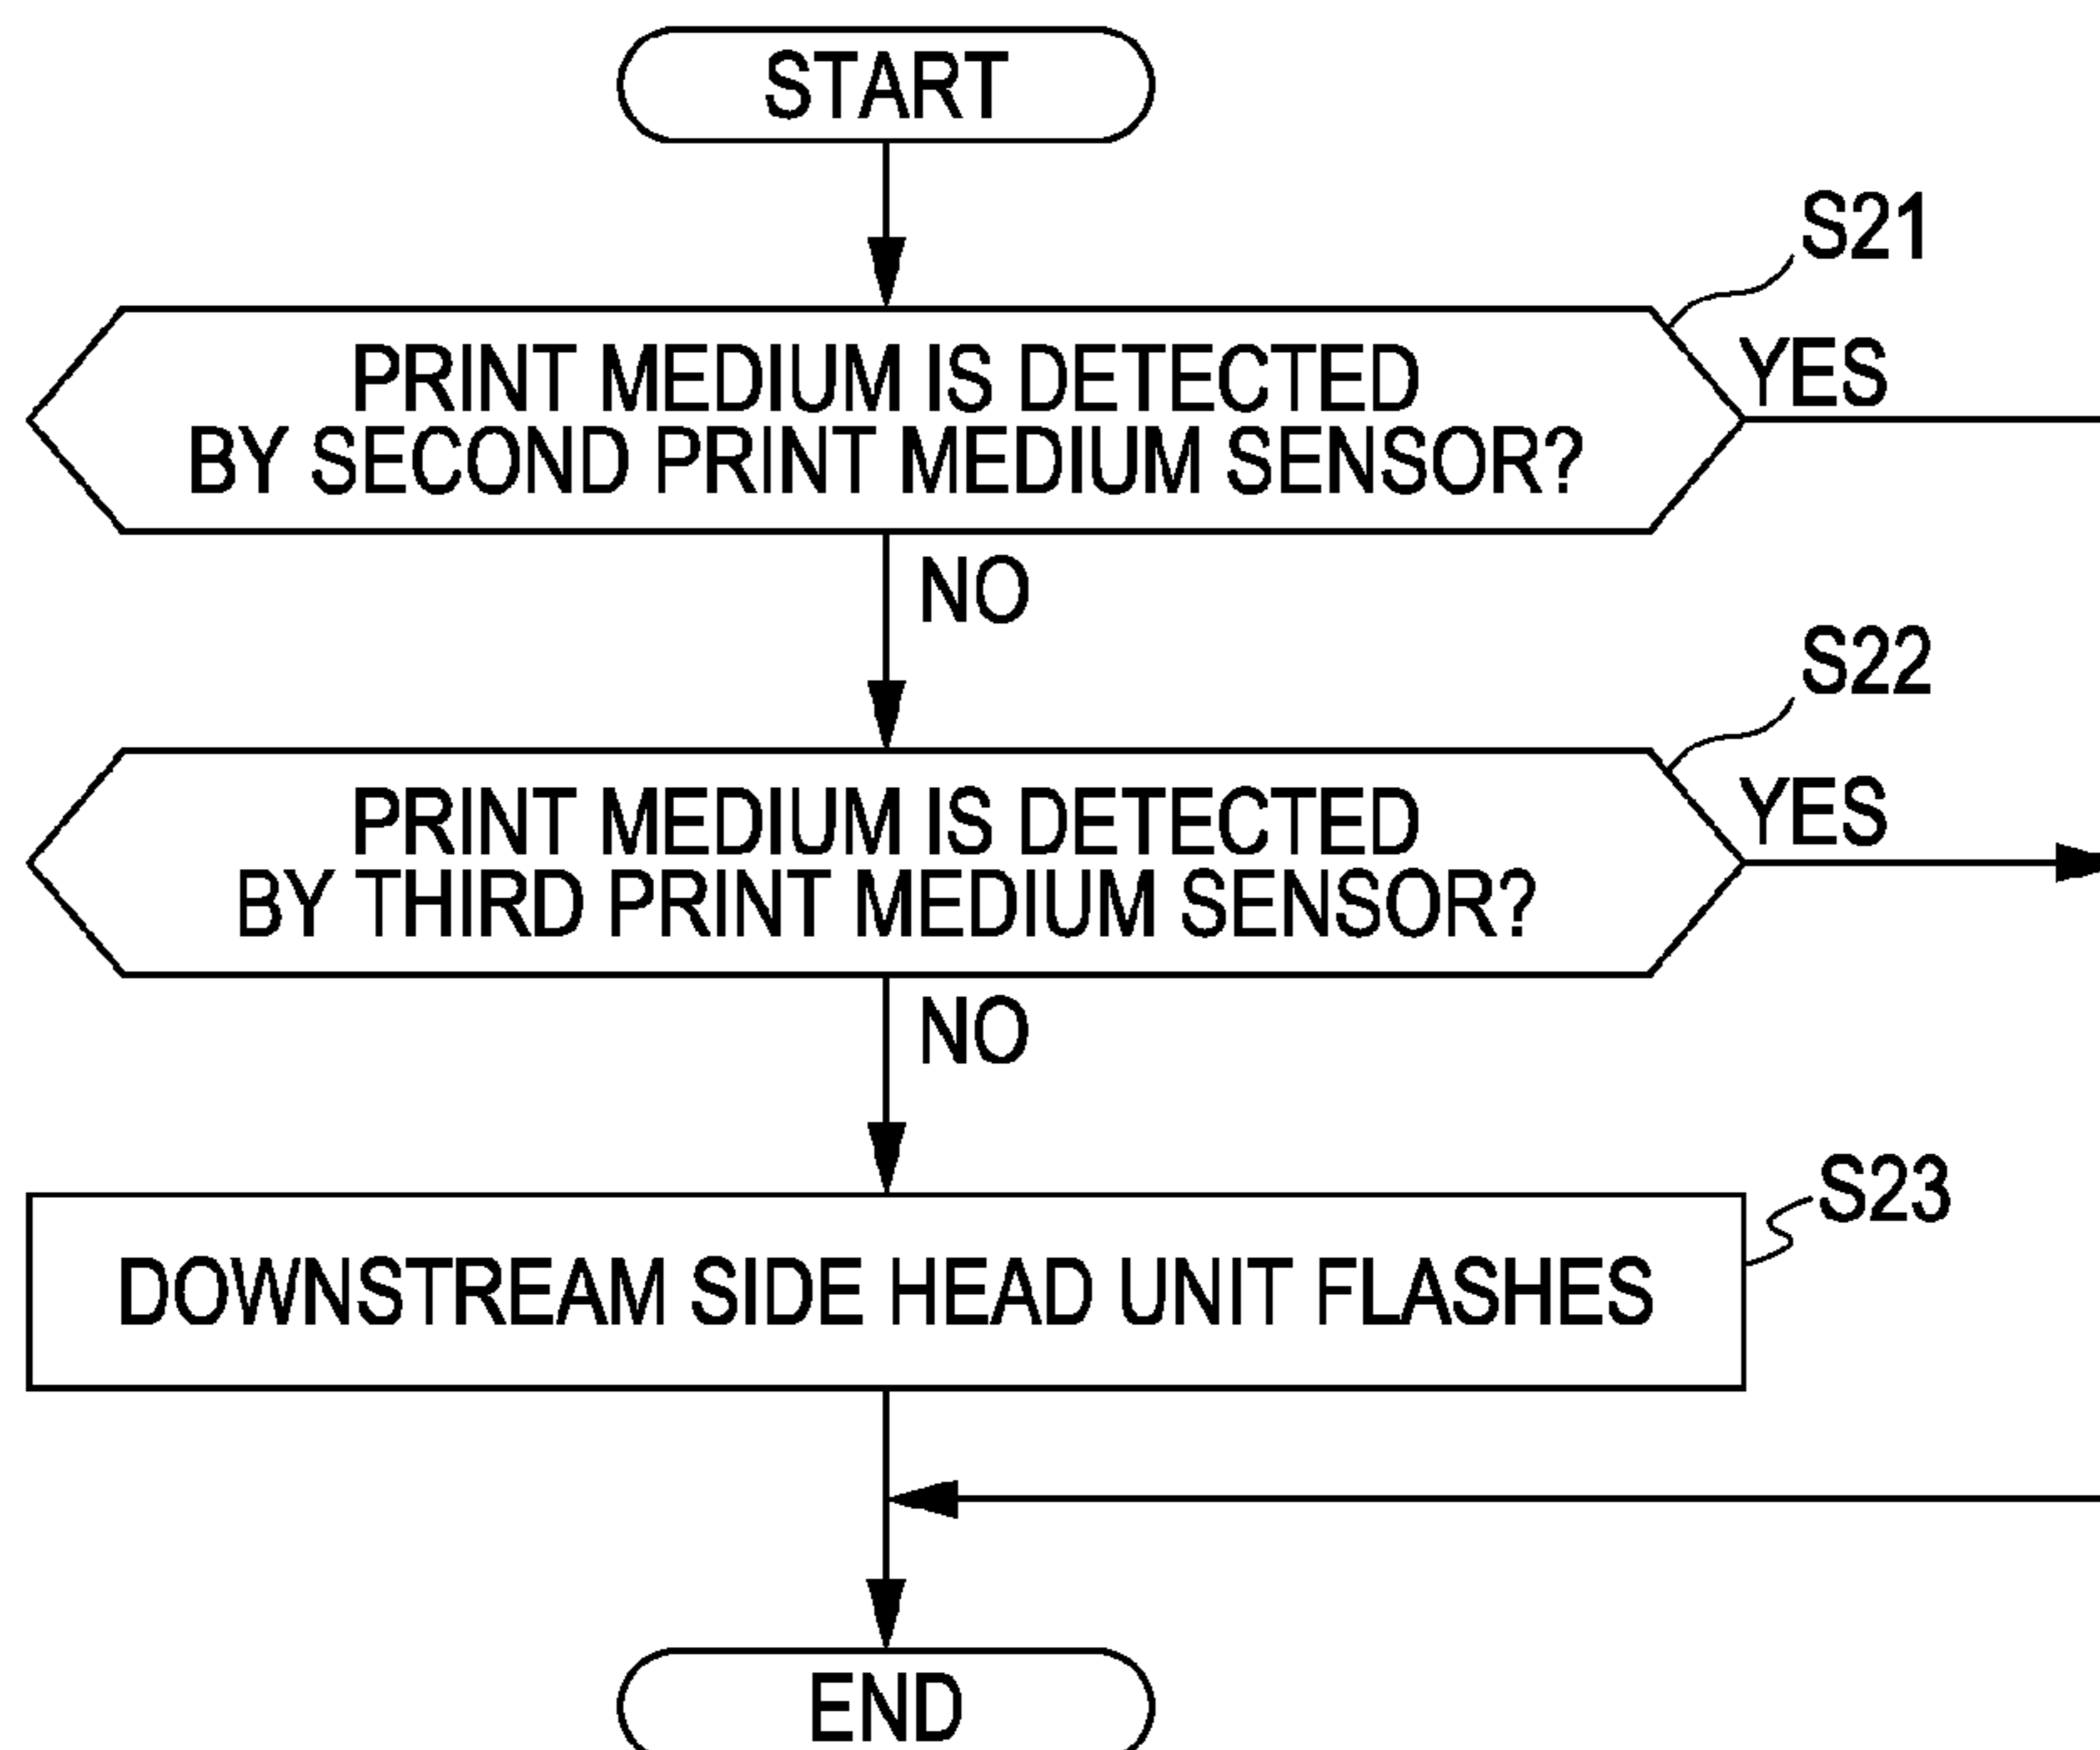 START
S21
PRINT MEDIUM IS DETECTED
BY SECOND PRINT MEDIUM SENSOR?
YES
NO
S22
PRINT MEDIUM IS DETECTED
BY THIRD PRINT MEDIUM SENSOR?
YES
NO
S23
DOWNSTREAM SIDE HEAD UNIT FLASHES
END